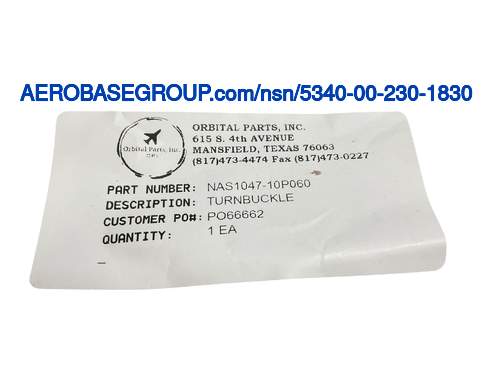 AEROBASEGROUP.com/nsn/5340-00-230-1830
Orbital Parts, Inc.
ORBITAL PARTS, INC.
615 S. 4th AVENUE
MANSFIELD, TEXAS 76063
(817)473-4474 Fax (817)473-0227
PART NUMBER: NAS1047-10P060
DESCRIPTION: TURNBUCKLE
CUSTOMER PO#: PO66662
QUANTITY: 1 EA